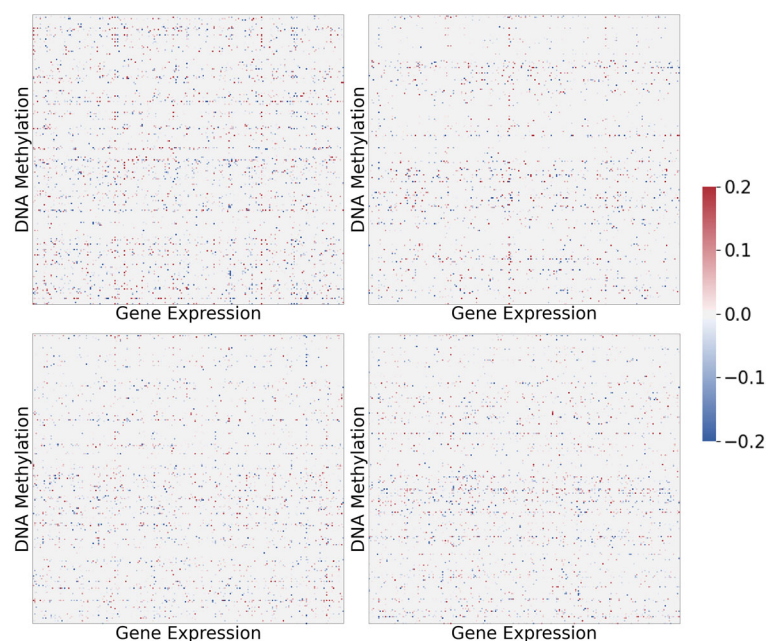 DNA Methylation
Gene Expression
DNA Methylation
Gene Expression
0.2
0.1
0.0
−0.1
−0.2
DNA Methylation
Gene Expression
DNA Methylation
Gene Expression